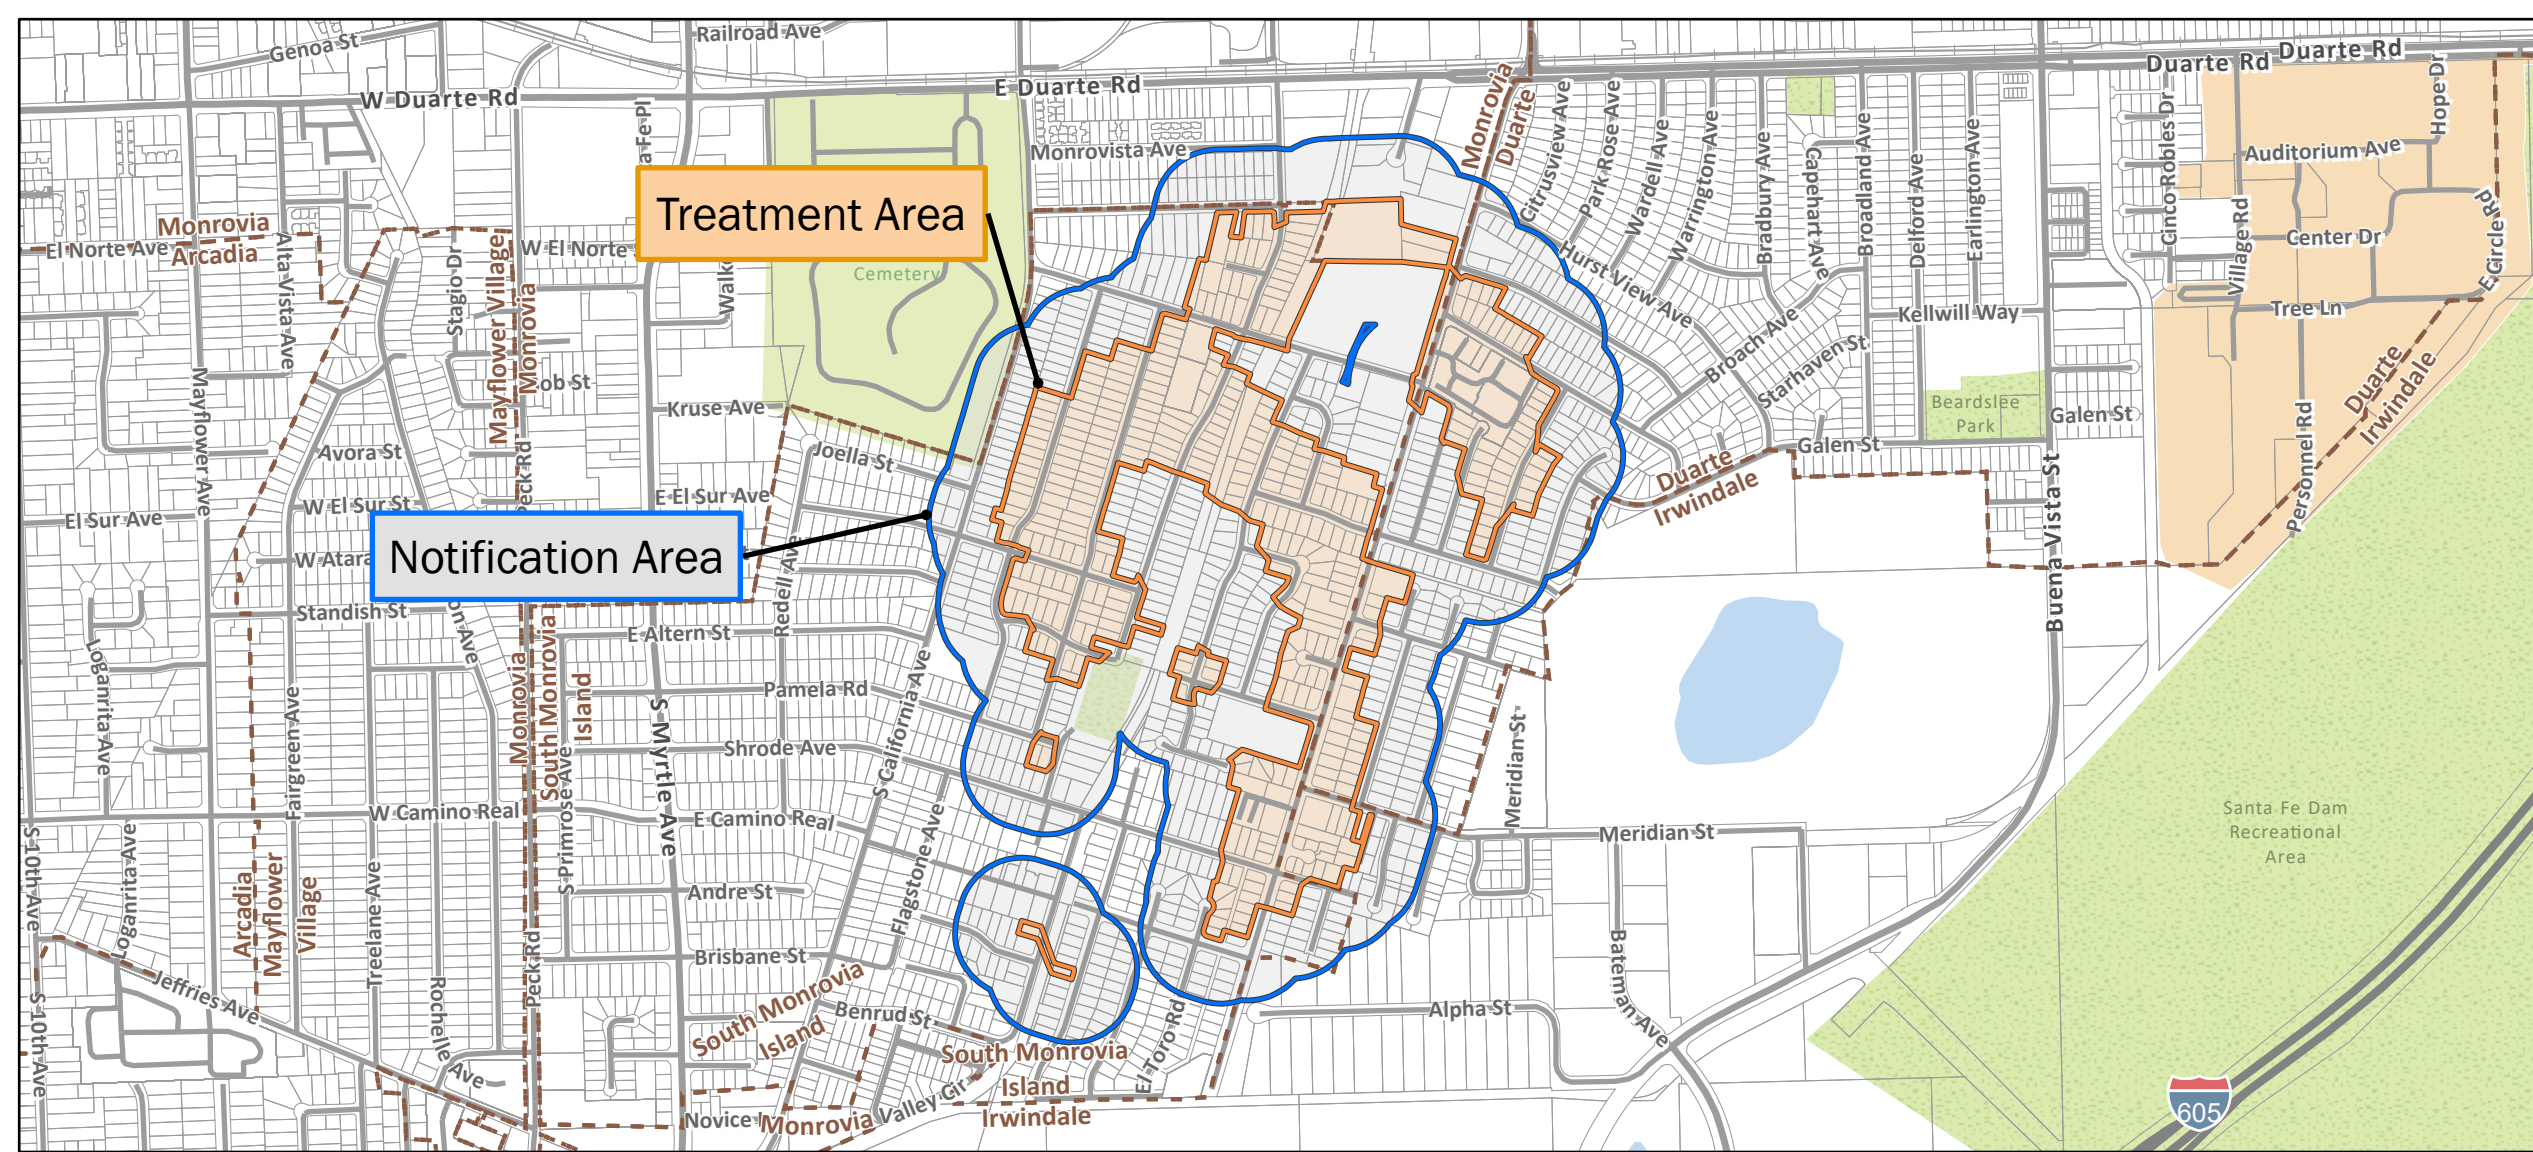 Genoa St
Railroad Ave
W Duarte Rd
E Duarte Rd
Duarte Rd
Duarte Rd
Monrovista Ave
Monrovia
Duarte
Citrusview Ave
Park Rose Ave
Wardell Ave
Warrington Ave
Bradbury Ave
Capehart Ave
Broadland Ave
Delford Ave
Earlington Ave
Cinco Robles Dr
Hope Dr
Auditorium Ave
Village Rd
Center Dr
E Circle Rd
Tree Ln
Personnel Rd
Duarte
Irwindale
Treatment Area
Cemetery
Monrovia
Arcadia
El Norte Ave
Alta Vista Ave
Stagio Dr
Mayflower Village
Monrovia
W El Norte
Hurst View Ave
Broach Ave
Starhaven St
Kellwill Way
Beardslee
Park
Galen St
Galen St
Kruse Ave
Mayflower Ave
Avora St
Joella St
E El Sur Ave
W El Sur St
El Sur Ave
Peck Rd
Duarte
Irwindale
Buena Vista St
Notification Area
Redell Ave
Standish St
E Altern St
Loganrita Ave
Fairgreen Ave
Monrovia
South Monrovia
Island
Pamela Rd
S Myrtle Ave
Shrode Ave
S California Ave
S Primrose Ave
W Camino Real
E Camino Real
Meridian St
Meridian St
Santa Fe Dam
Recreational
Area
S 10th Ave
Loganrita Ave
Arcadia
Mayflower
Village
Treelane Ave
Andre St
Flagstone Ave
Brisbane St
Peck Rd
Rochelle Ave
Jeffries Ave
S 10th Ave
South Monrovia
Island
Benrud St
South Monrovia
Island
El Toro Rd
Alpha St
Bateman Ave
Novice
Monrovia
Valley Cir
Irwindale
605